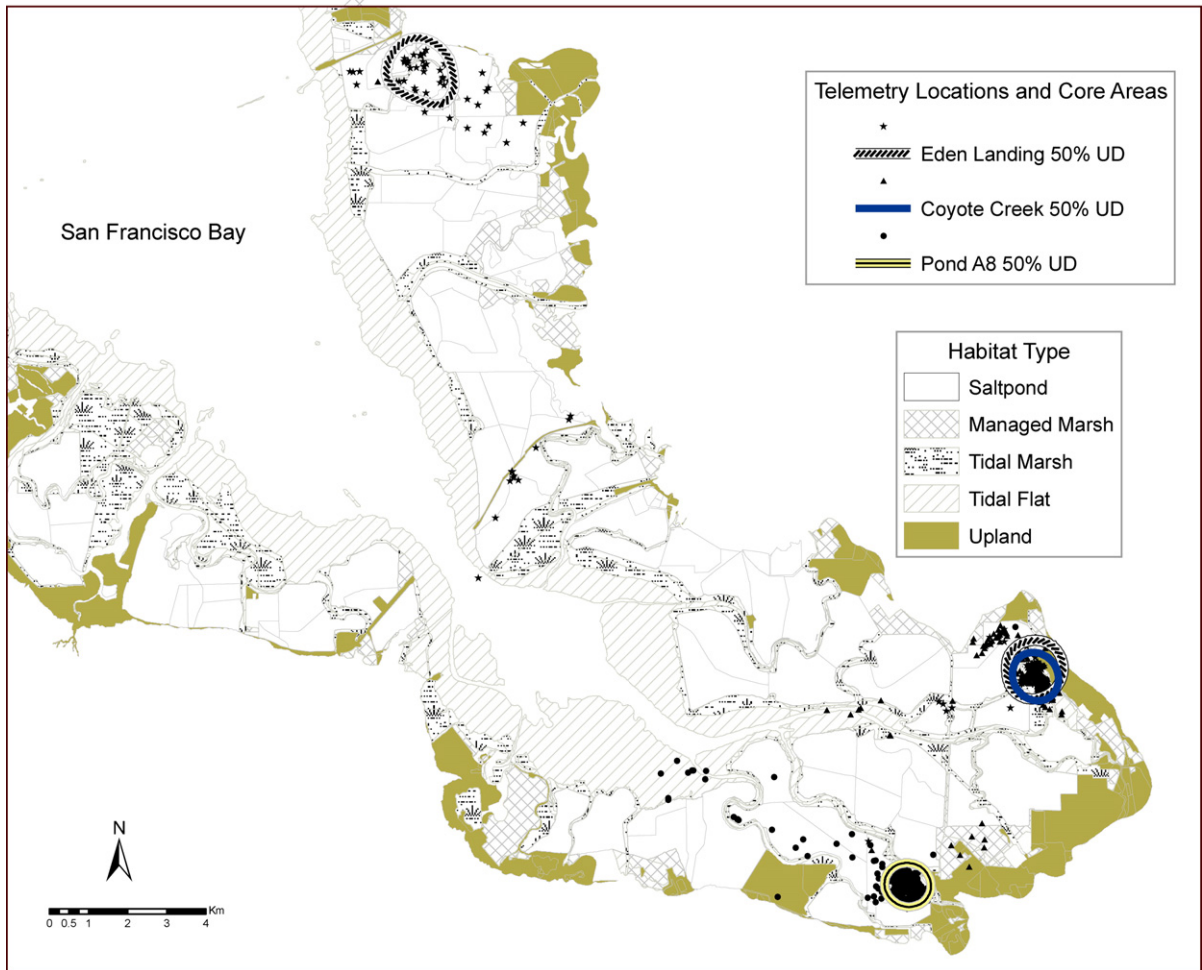 Telemetry Locations and Core Areas
Eden Landing 50% UD
Coyote Creek 50% UD
Pond A8 50% UD
San Francisco Bay
Habitat Type
Saltpond
Managed Marsh
Tidal Marsh
Tidal Flat
Upland
N
Km
0 0.5 1 2 3 4